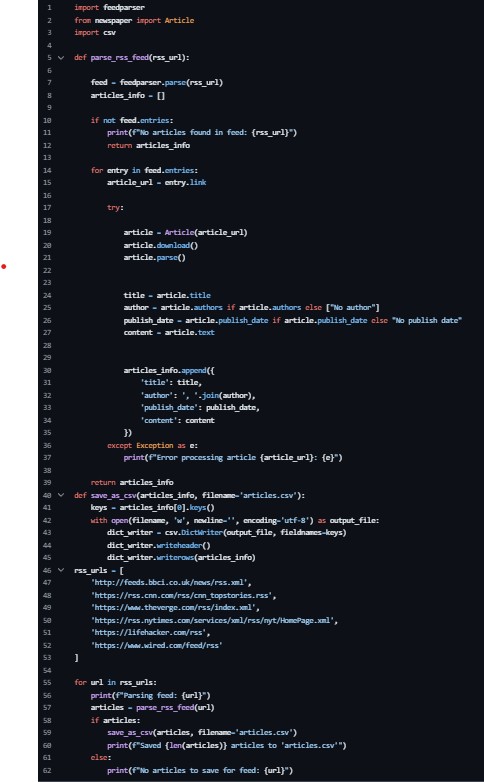 1 import feedparser
2 from newspaper import Article
3 import csv
4
5 def parse_rss_feed(rss_url):
6
7     feed = feedparser.parse(rss_url)
8     articles_info = []
9
10     if not feed.entries:
11         print(f"No articles found in feed: {rss_url}")
12         return articles_info
13
14     for entry in feed.entries:
15         article_url = entry.link
16
17         try:
18
19             article = Article(article_url)
20             article.download()
21             article.parse()
22
23
24             title = article.title
25             author = article.authors if article.authors else ["No author"]
26             publish_date = article.publish_date if article.publish_date else "No publish date"
27             content = article.text
28
29
30             articles_info.append({
31                 'title': title,
32                 'author': ', '.join(author),
33                 'publish_date': publish_date,
34                 'content': content
35             })
36         except Exception as e:
37             print(f"Error processing article {article_url}: {e}")
38
39     return articles_info
40 def save_as_csv(articles_info, filename='articles.csv'):
41     keys = articles_info[0].keys()
42     with open(filename, 'w', newline='', encoding='utf-8') as output_file:
43         dict_writer = csv.DictWriter(output_file, fieldnames=keys)
44         dict_writer.writeheader()
45         dict_writer.writerows(articles_info)
46 rss_urls = [
47     'http://feeds.bbci.co.uk/news/rss.xml',
48     'https://rss.cnn.com/rss/cnn_topstories.rss',
49     'https://www.theverge.com/rss/index.xml',
50     'https://rss.nytimes.com/services/xml/rss/nyt/HomePage.xml',
51     'https://lifehacker.com/rss',
52     'https://www.wired.com/feed/rss'
53 ]
54
55 for url in rss_urls:
56     print(f"Parsing feed: {url}")
57     articles = parse_rss_feed(url)
58     if articles:
59         save_as_csv(articles, filename='articles.csv')
60         print(f"Saved {len(articles)} articles to 'articles.csv'")
61     else:
62         print(f"No articles to save for feed: {url}")